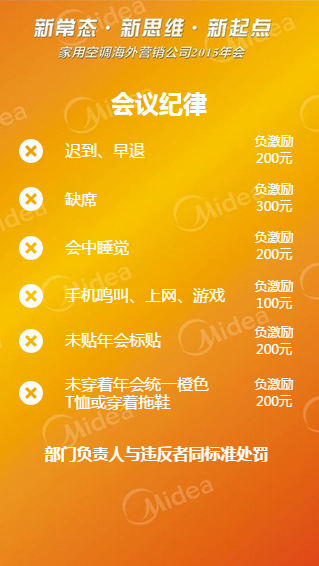 新常态·新思维·新起点
家用空调海外营销公司2015年会
会议纪律
迟到、早退
负激励
200元
缺席
负激励
300元
会中睡觉
负激励
200元
手机鸣叫、上网、游戏
负激励
100元
未贴年会标贴
负激励
200元
未穿着年会统一橙色
T恤或穿着拖鞋
负激励
200元
部门负责人与违反者同标准处罚
Midea
Midea
Midea
Midea
Midea
Midea
Midea